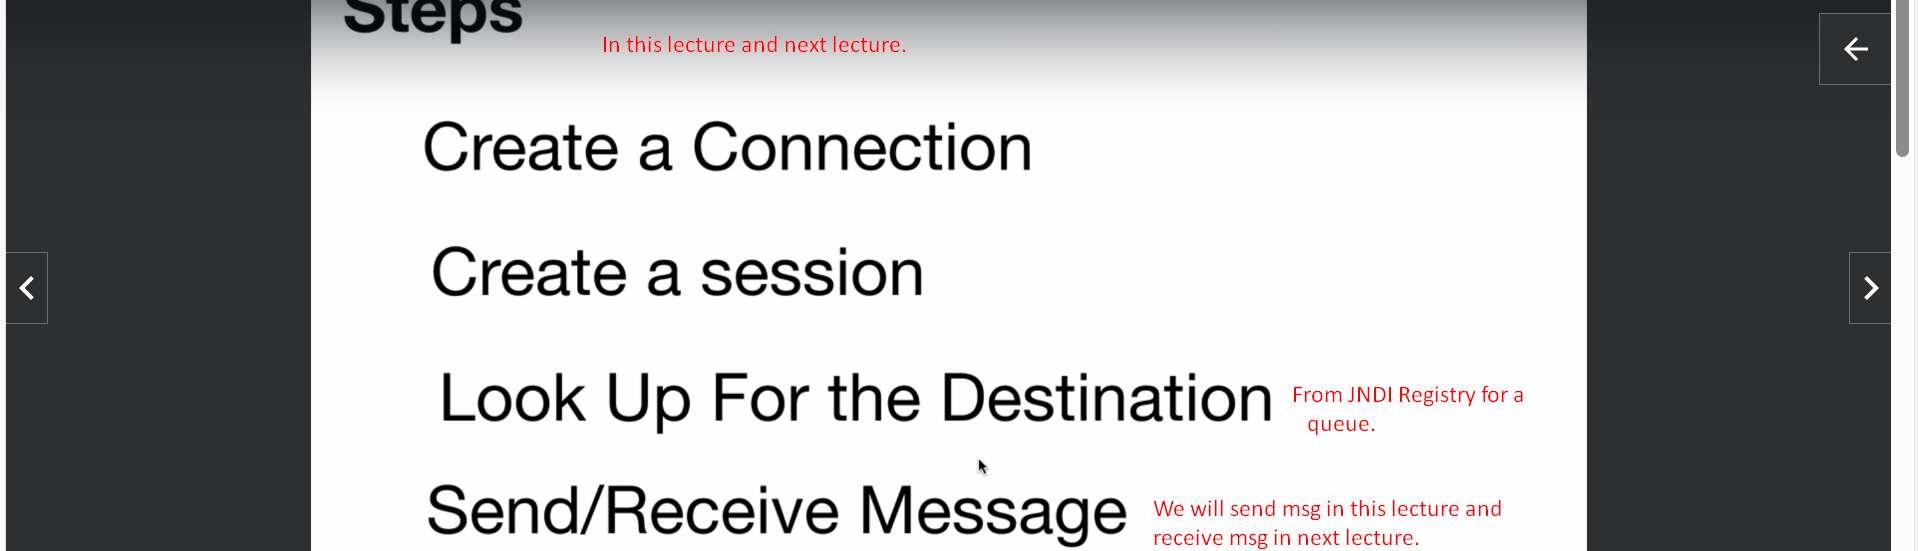 Steps
In this lecture and next lecture.
Create a Connection
Create a session
Look Up For the Destination
From JNDI Registry for a
queue.
Send/Receive Message
We will send msg in this lecture and
receive msg in next lecture.